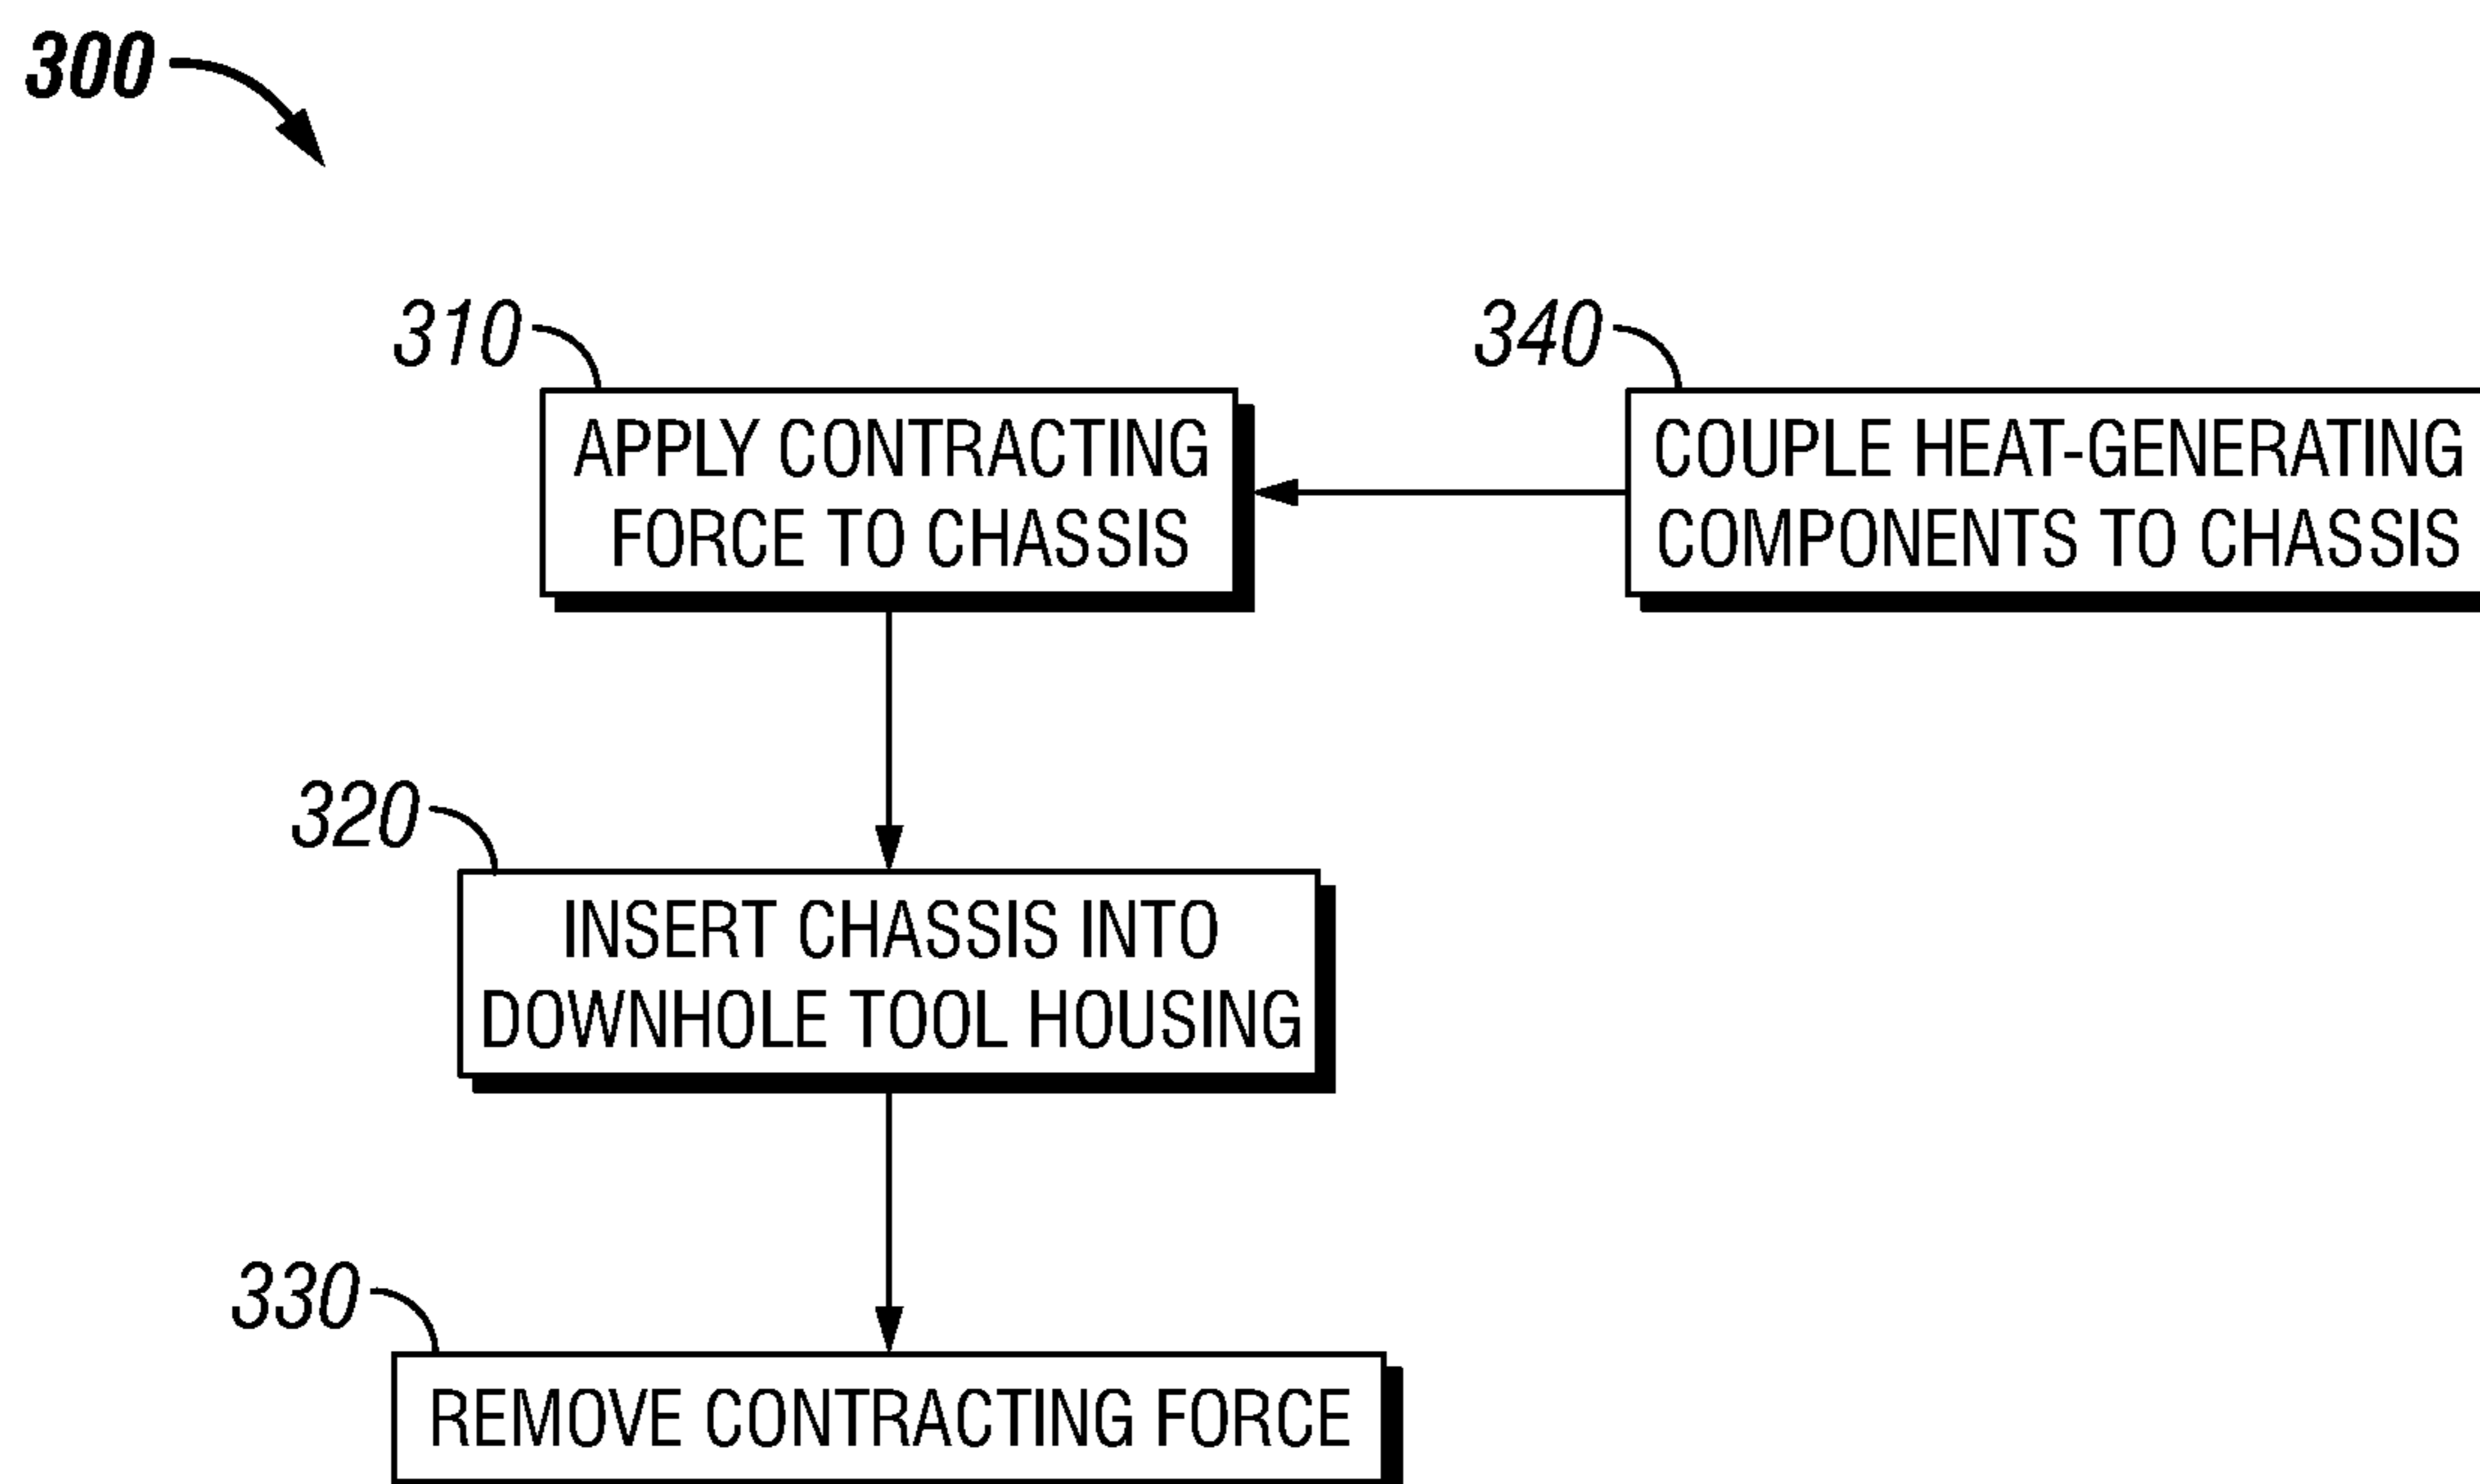 300
310
APPLY CONTRACTING
FORCE TO CHASSIS
340
COUPLE HEAT-GENERATING
COMPONENTS TO CHASSIS
320
INSERT CHASSIS INTO
DOWNHOLE TOOL HOUSING
330
REMOVE CONTRACTING FORCE